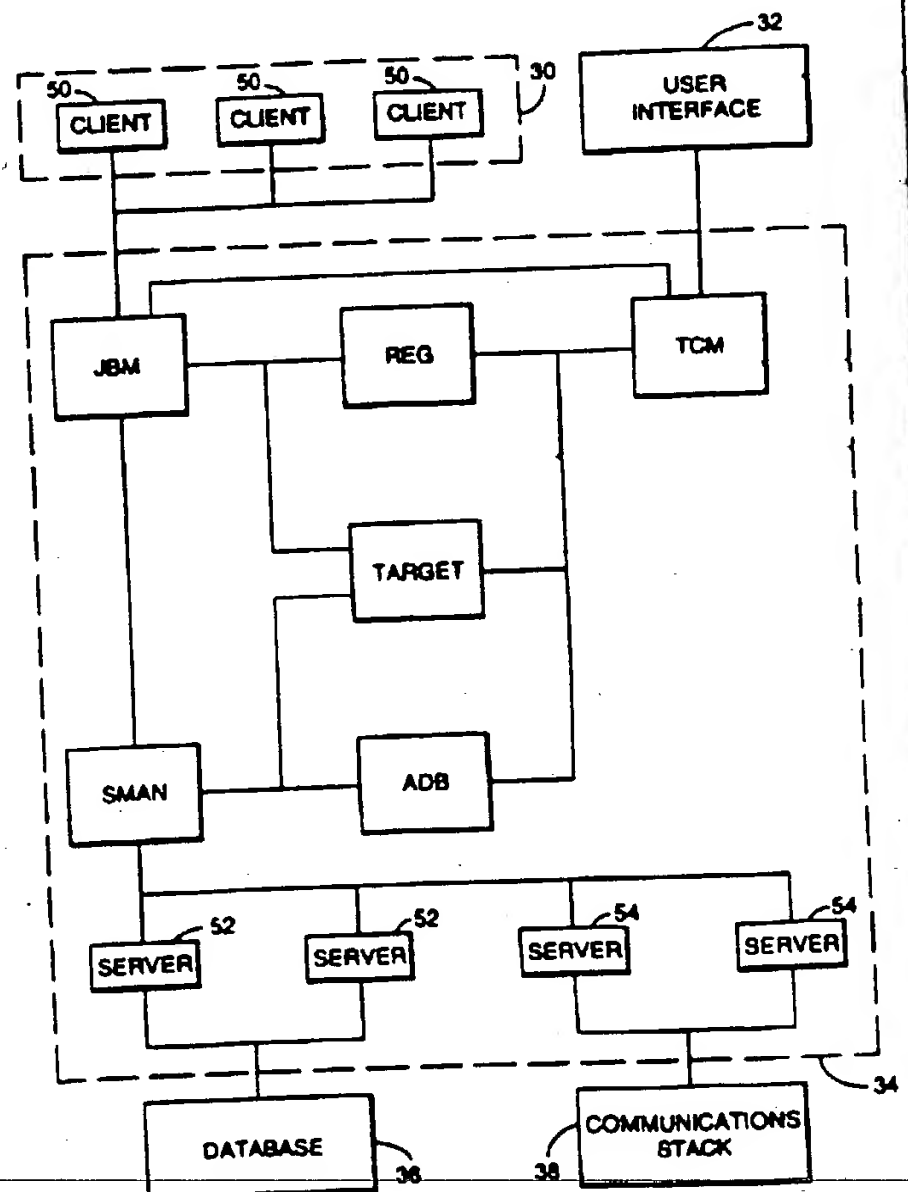 32
50
50
50
30
CLIENT
CLIENT
CLIENT
USER
INTERFACE
JBM
REG
TCM
TARGET
SMAN
ADB
52
52
54
54
SERVER
SERVER
SERVER
SERVER
34
DATABASE
36
COMMUNICATIONS
STACK
38